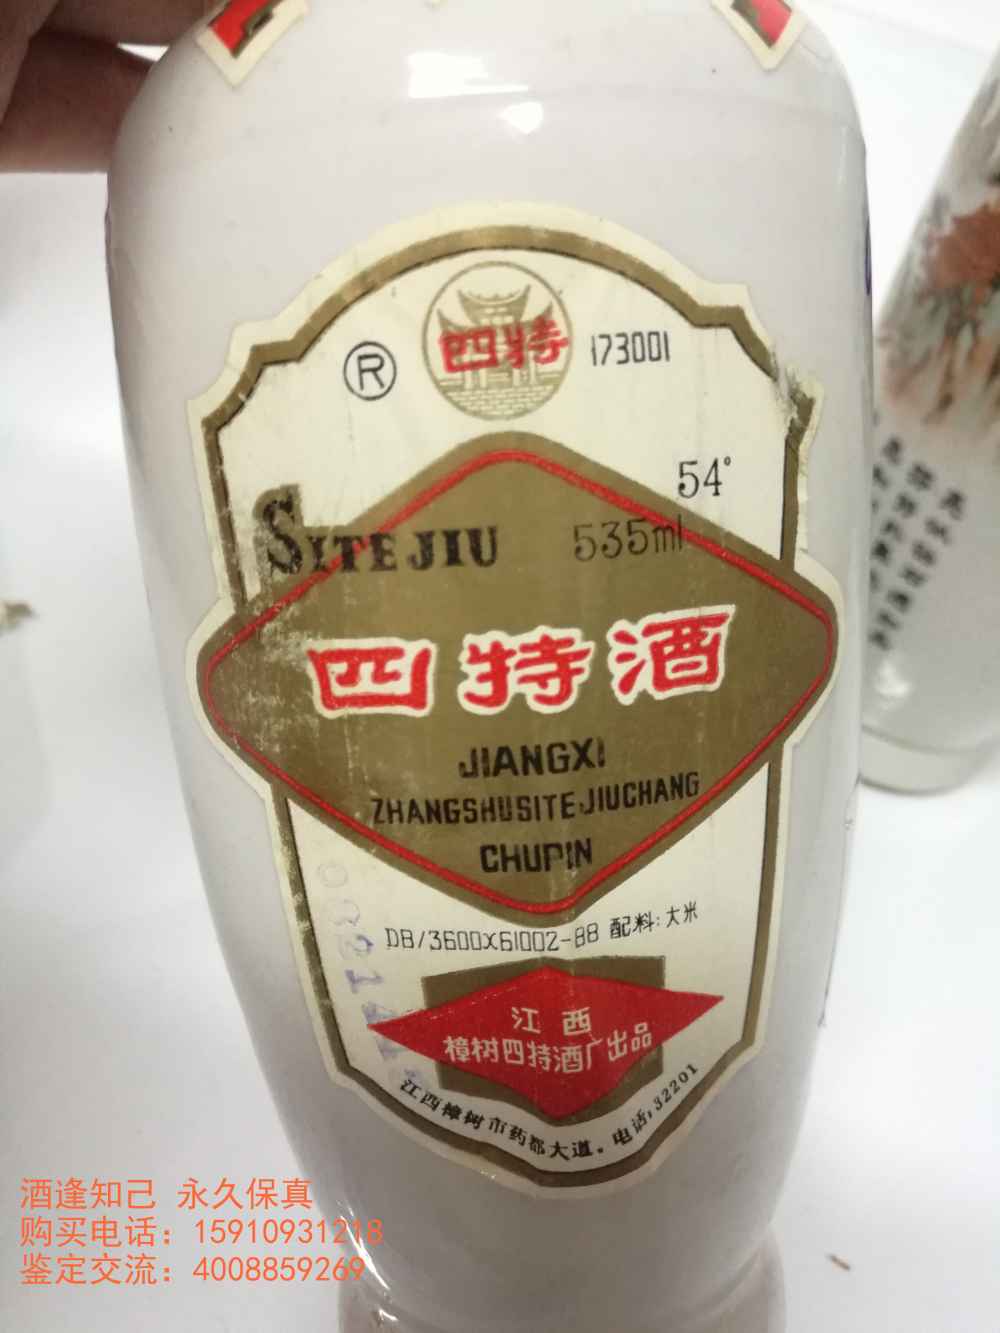 四特
®
173001
54°
SITEJIU
535ml
四特酒
JIANGXI
ZHANGSHUSITEJIUCHANG
CHUPIN
DB/3600X61002-88 配料:大米
江西
樟树四特酒厂出品
江西樟树市药都大道。电话:32201
酒逢知己 永久保真
购买电话：15910931218
鉴定交流：4008859269